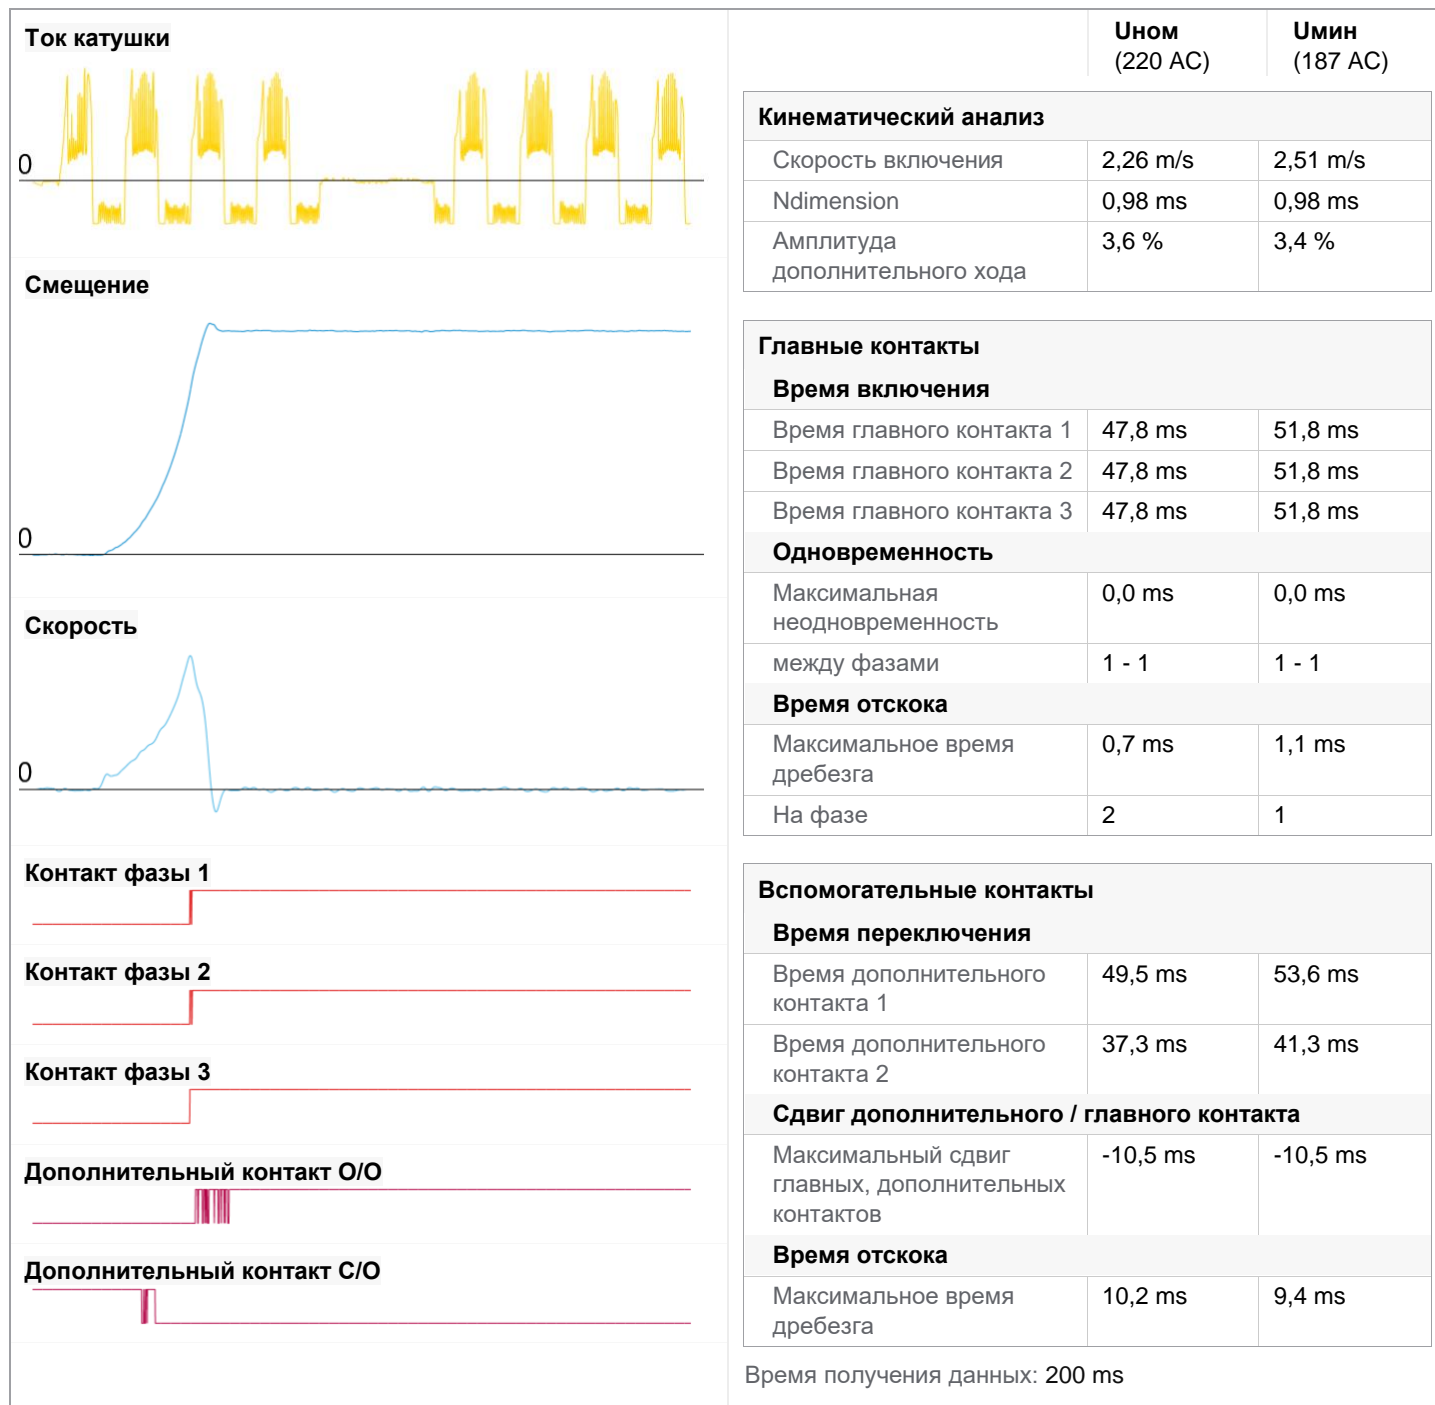 Ток катушки
0
Смещение
0
Скорость
0
Контакт фазы 1
Контакт фазы 2
Контакт фазы 3
Дополнительный контакт О/О
Дополнительный контакт С/О
Uном Uмин
(220 AC) (187 AC)
Кинематический анализ
Скорость включения 2,26 m/s 2,51 m/s
Ndimension 0,98 ms 0,98 ms
Амплитуда 3,6 % 3,4 %
дополнительного хода
Главные контакты
Время включения
Время главного контакта 1 47,8 ms 51,8 ms
Время главного контакта 2 47,8 ms 51,8 ms
Время главного контакта 3 47,8 ms 51,8 ms
Одновременность
Максимальная 0,0 ms 0,0 ms
неодновременность
между фазами 1 - 1 1 - 1
Время отскока
Максимальное время 0,7 ms 1,1 ms
дребезга
На фазе 2 1
Вспомогательные контакты
Время переключения
Время дополнительного 49,5 ms 53,6 ms
контакта 1
Время дополнительного 37,3 ms 41,3 ms
контакта 2
Сдвиг дополнительного / главного контакта
Максимальный сдвиг -10,5 ms -10,5 ms
главных, дополнительных
контактов
Время отскока
Максимальное время 10,2 ms 9,4 ms
дребезга
Время получения данных: 200 ms